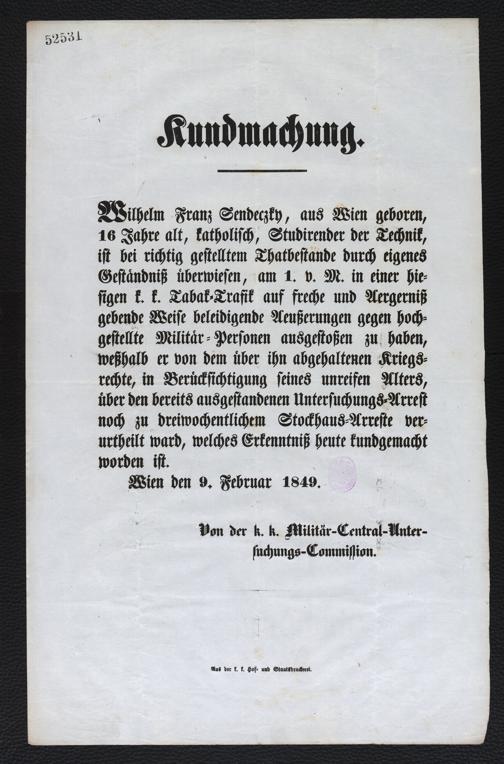 52531
Kundmachung.
Wilhelm Franz Sendeczky, aus Wien geboren,
16 Jahre alt, katholisch, Studirender der Technik,
ist bei richtig gestelltem Thatbestande durch eigenes
Geständniß überwiesen, am 1. v. M. in einer hie-
sigen k. k. Tabak-Trafik auf freche und Aergerniß
gebende Weise beleidigende Aeußerungen gegen hoch-
gestellte Militär-Personen ausgestoßen zu haben,
weßhalb er von dem über ihn abgehaltenen Kriegs-
rechte, in Berücksichtigung seines unreifen Alters,
über den bereits ausgestandenen Untersuchungs-Arrest
noch zu dreiwochentlichem Stockhaus-Arreste ver-
urtheilt ward, welches Erkenntniß heute kundgemacht
worden ist.
Wien den 9. Februar 1849.
Von der k. k. Militär-Central-Unter-
suchungs-Commission.
Aus der k. k. Hof- und Staatsdruckerei.